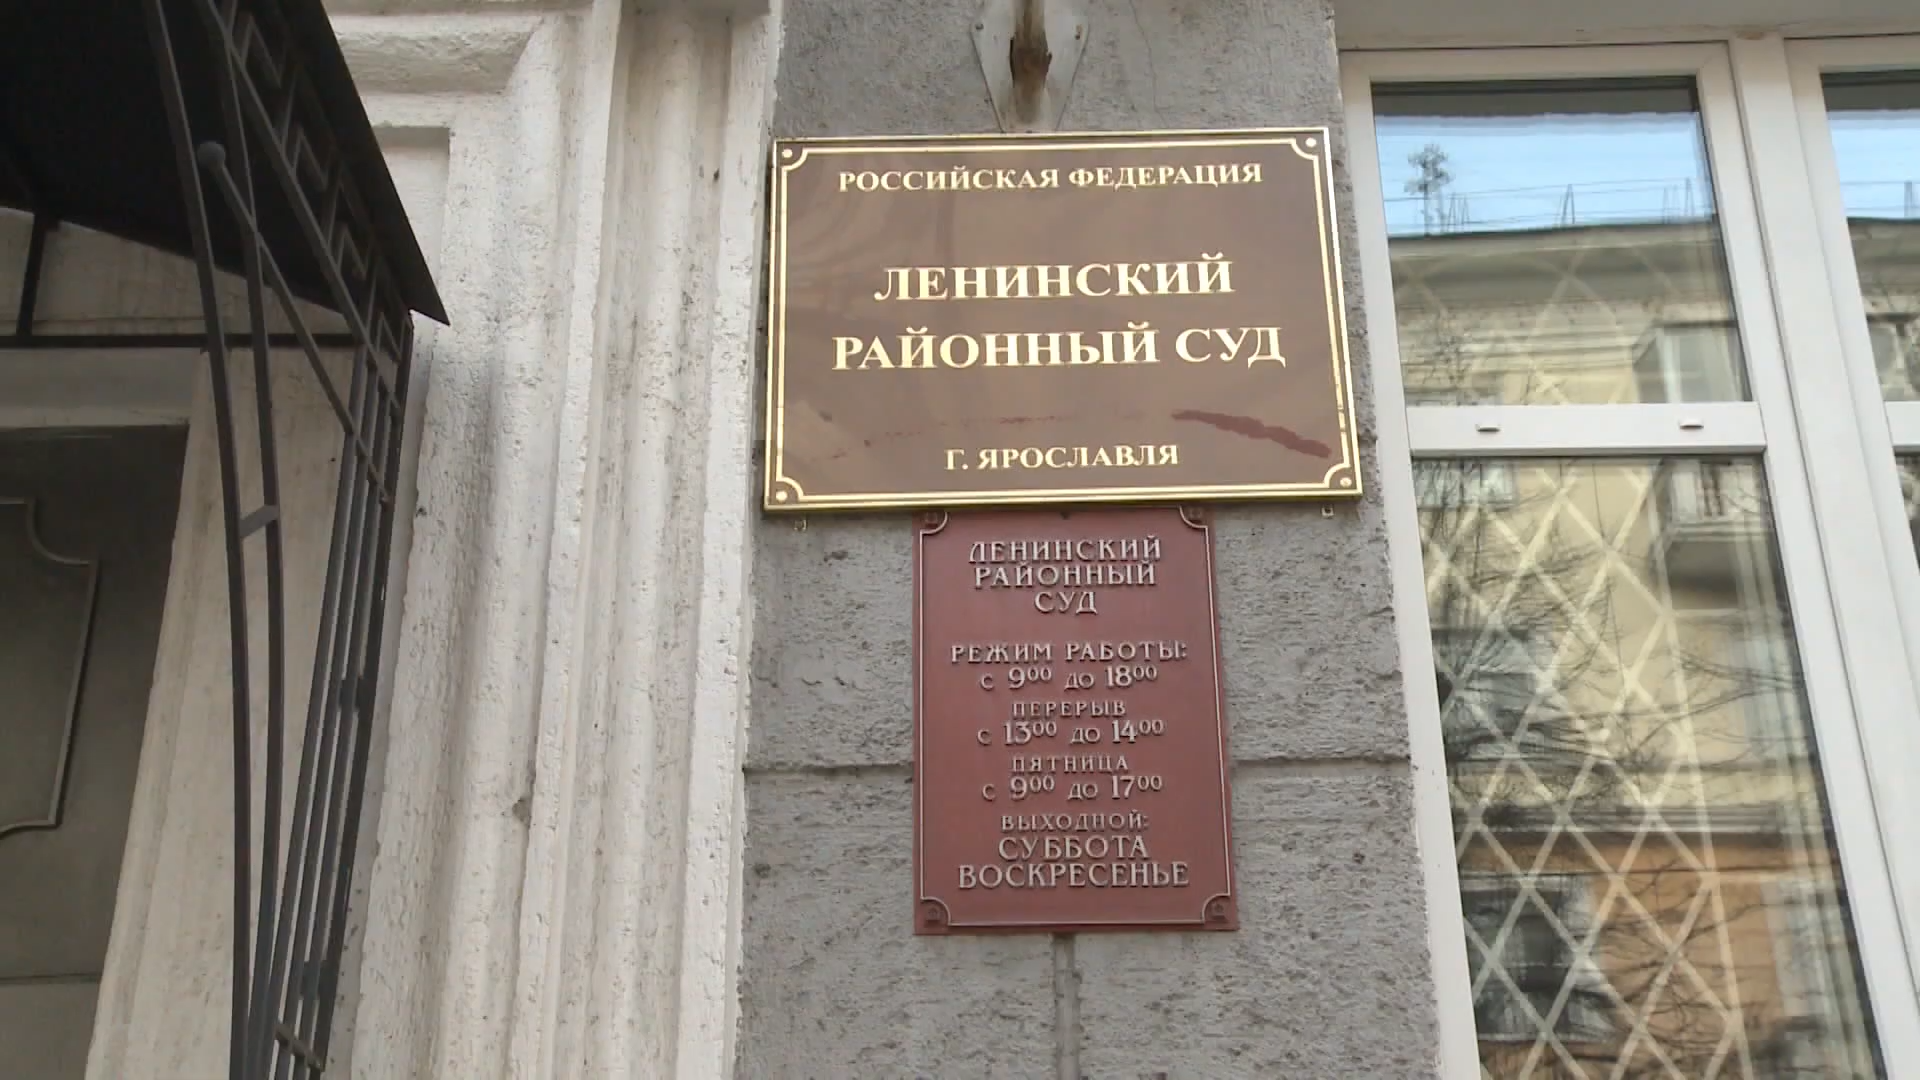 РОССИЙСКАЯ ФЕДЕРАЦИЯ
ЛЕНИНСКИЙ
РАЙОННЫЙ СУД
Г. ЯРОСЛАВЛЯ
ЛЕНИНСКИЙ
РАЙОННЫЙ
СУД
РЕЖИМ РАБОТЫ:
С 9⁰⁰ ДО 18⁰⁰
ПЕРЕРЫВ
С 13⁰⁰ ДО 14⁰⁰
ПЯТНИЦА
С 9⁰⁰ ДО 17⁰⁰
ВЫХОДНОЙ:
СУББОТА
ВОСКРЕСЕНЬЕ